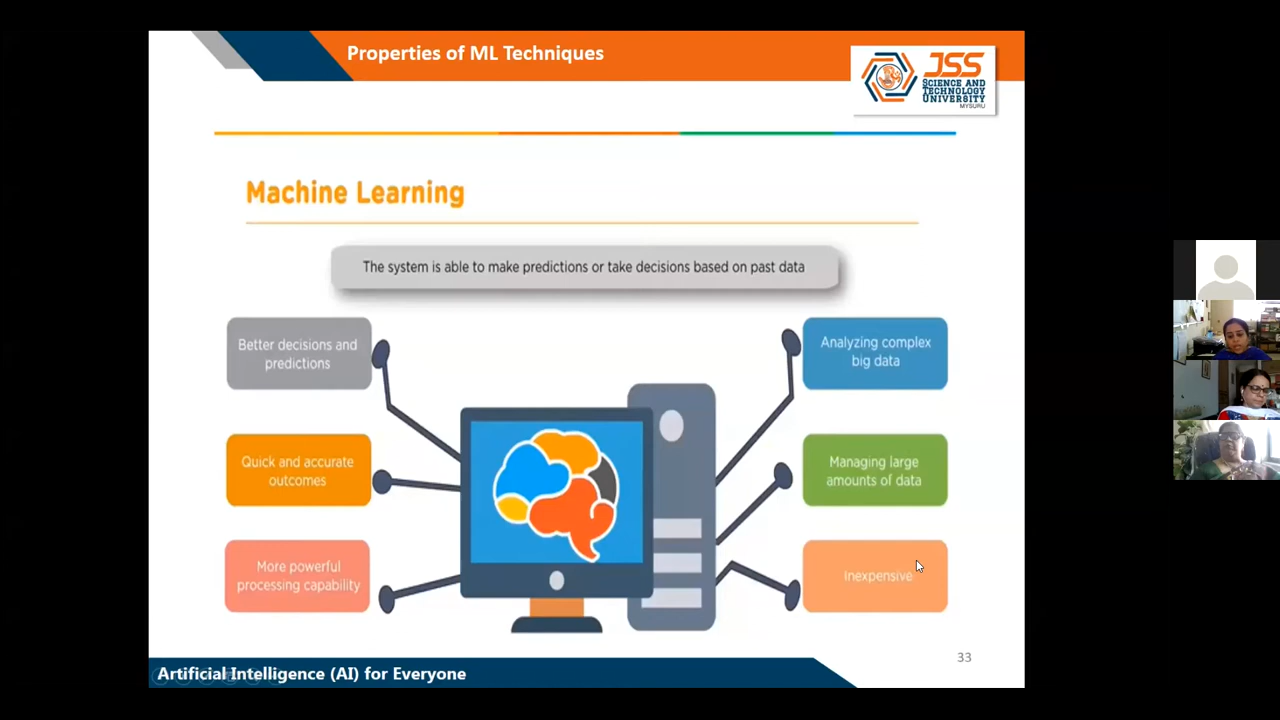 Properties of ML Techniques
JSS
SCIENCE AND
TECHNOLOGY
UNIVERSITY
MYSURU
Machine Learning
The system is able to make predictions or take decisions based on past data
Better decisions and
predictions
Quick and accurate
outcomes
More powerful
processing capability
Analyzing complex
big data
Managing large
amounts of data
Inexpensive
33
Artificial Intelligence (AI) for Everyone